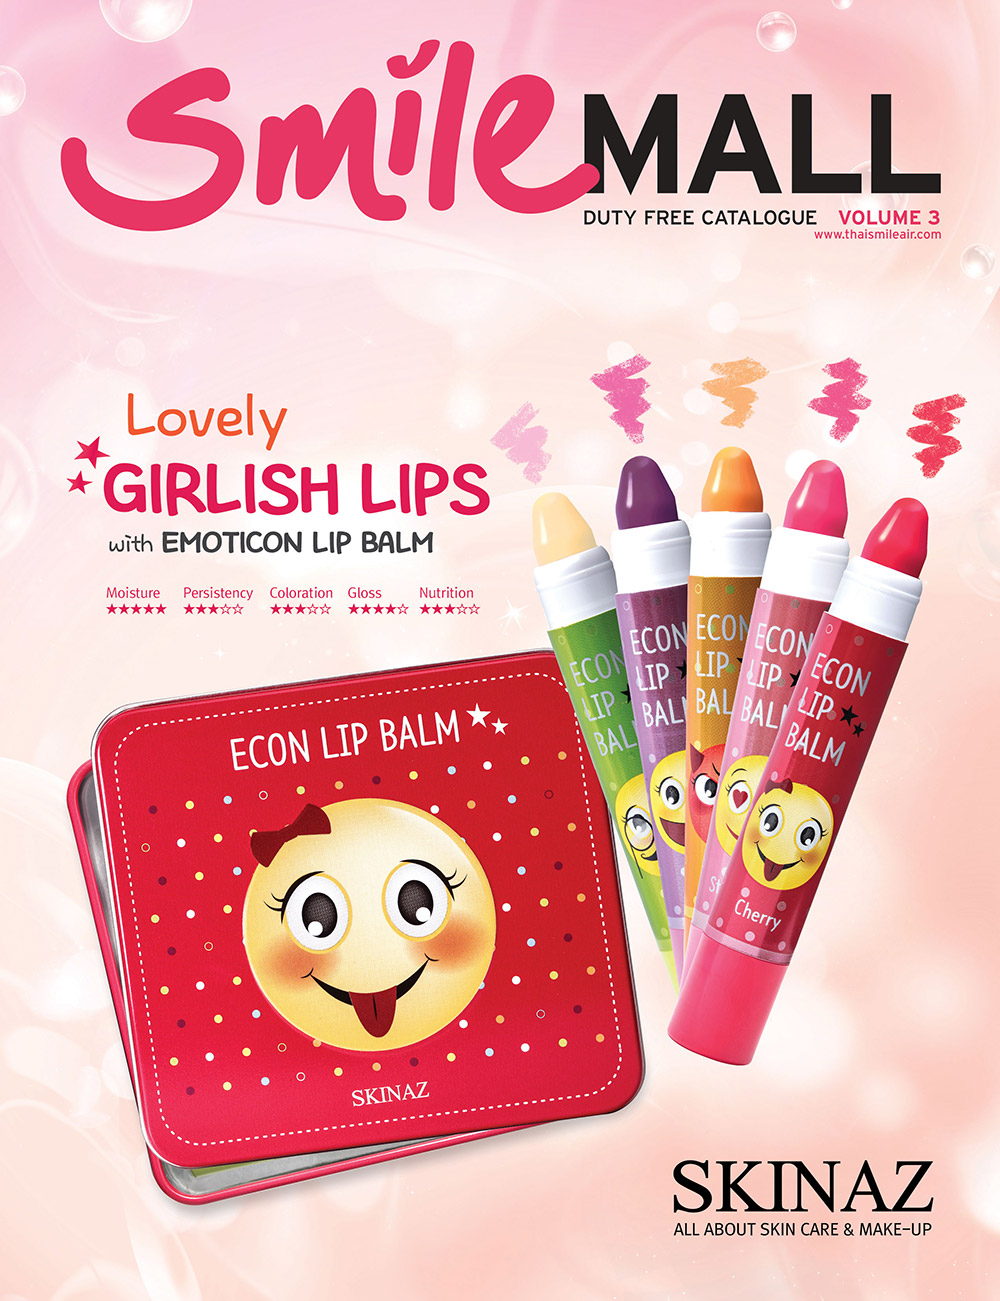 Smile MALL
DUTY FREE CATALOGUE VOLUME 3
www.thaismileair.com
Lovely
GIRLISH LIPS
with EMOTICON LIP BALM
Moisture Persistency Coloration Gloss Nutrition
★★★★★ ★★★☆☆ ★★★☆☆ ★★★★☆ ★★★☆☆
ECON
LIP
BAL
ECON
LIP
BAL
ECON
LIP
BAL
ECON
LIP
BAL
ECON
LIP
BALM
Cherry
ECON LIP BALM
SKINAZ
SKINAZ
ALL ABOUT SKIN CARE & MAKE-UP